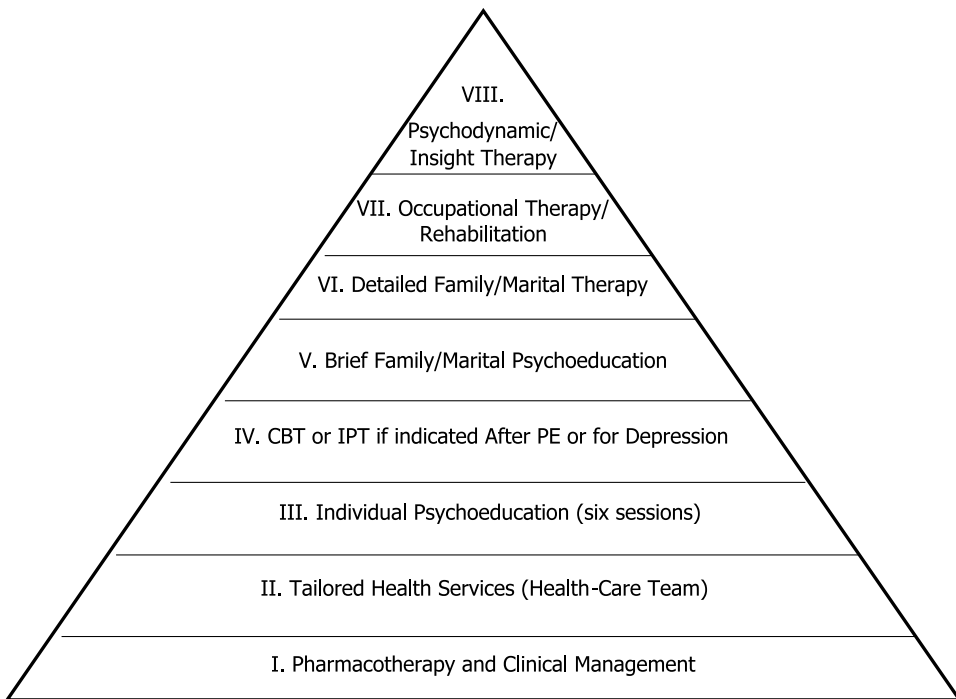 VIII.
Psychodynamic/
Insight Therapy
VII. Occupational Therapy/
Rehabilitation
VI. Detailed Family/Marital Therapy
V. Brief Family/Marital Psychoeducation
IV. CBT or IPT if indicated After PE or for Depression
III. Individual Psychoeducation (six sessions)
II. Tailored Health Services (Health-Care Team)
I. Pharmacotherapy and Clinical Management